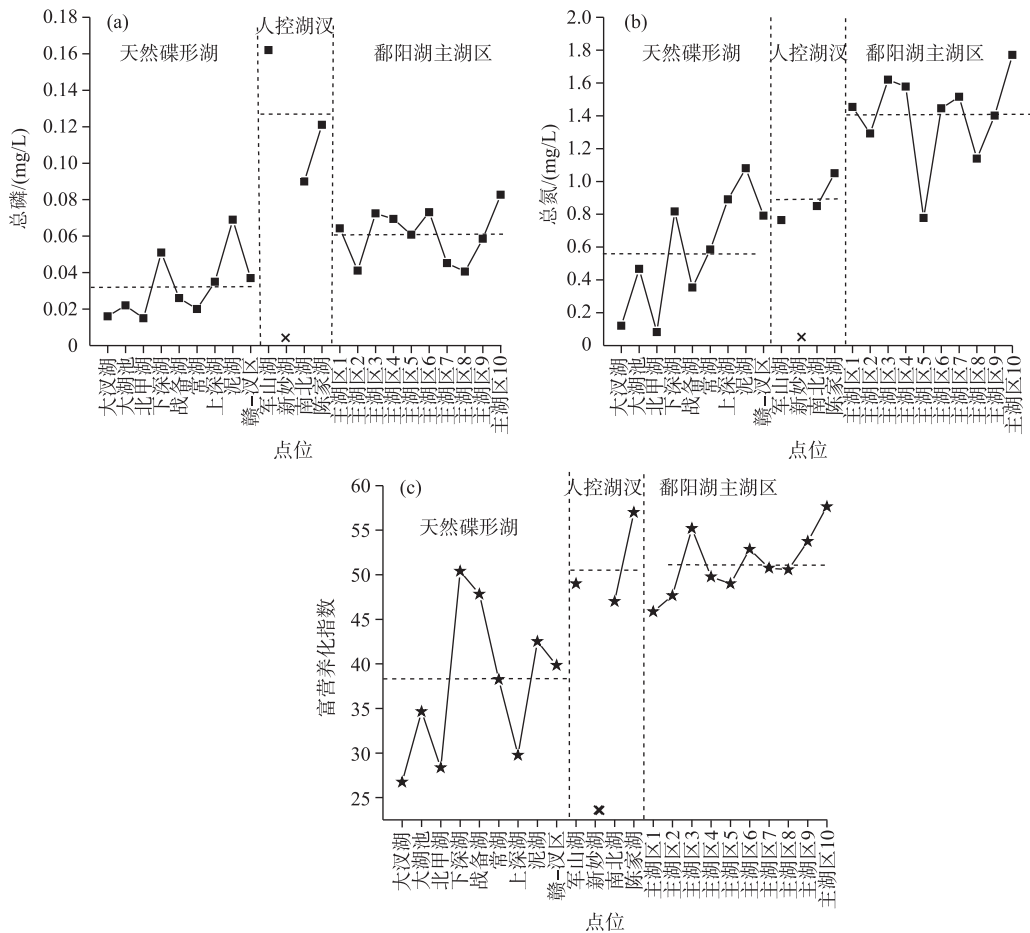 (a)
人控湖汊
天然碟形湖
鄱阳湖主湖区
总磷/(mg/L)
0.18
0.16
0.14
0.12
0.10
0.08
0.06
0.04
0.02
0
×
大汊湖
大湖池
北甲湖
下深湖
战备湖
常湖
上深湖
泥湖
赣-汊区
军山湖
新妙湖
南北湖
陈家湖
主湖区1
主湖区2
主湖区3
主湖区4
主湖区5
主湖区6
主湖区7
主湖区8
主湖区9
主湖区10
点位
(b)
天然碟形湖
人控湖汊
鄱阳湖主湖区
总氮/(mg/L)
2.0
1.8
1.6
1.4
1.2
1.0
0.8
0.6
0.4
0.2
0
×
大汊湖
大湖池
北甲湖
下深湖
战备湖
常湖
上深湖
泥湖
赣-汊区
军山湖
新妙湖
南北湖
陈家湖
主湖区1
主湖区2
主湖区3
主湖区4
主湖区5
主湖区6
主湖区7
主湖区8
主湖区9
主湖区10
点位
(c)
人控湖汊
鄱阳湖主湖区
天然碟形湖
富营养化指数
60
55
50
45
40
35
30
25
×
大汊湖
大湖池
北甲湖
下深湖
战备湖
常湖
上深湖
泥湖
赣-汊区
军山湖
新妙湖
南北湖
陈家湖
主湖区1
主湖区2
主湖区3
主湖区4
主湖区5
主湖区6
主湖区7
主湖区8
主湖区9
主湖区10
点位